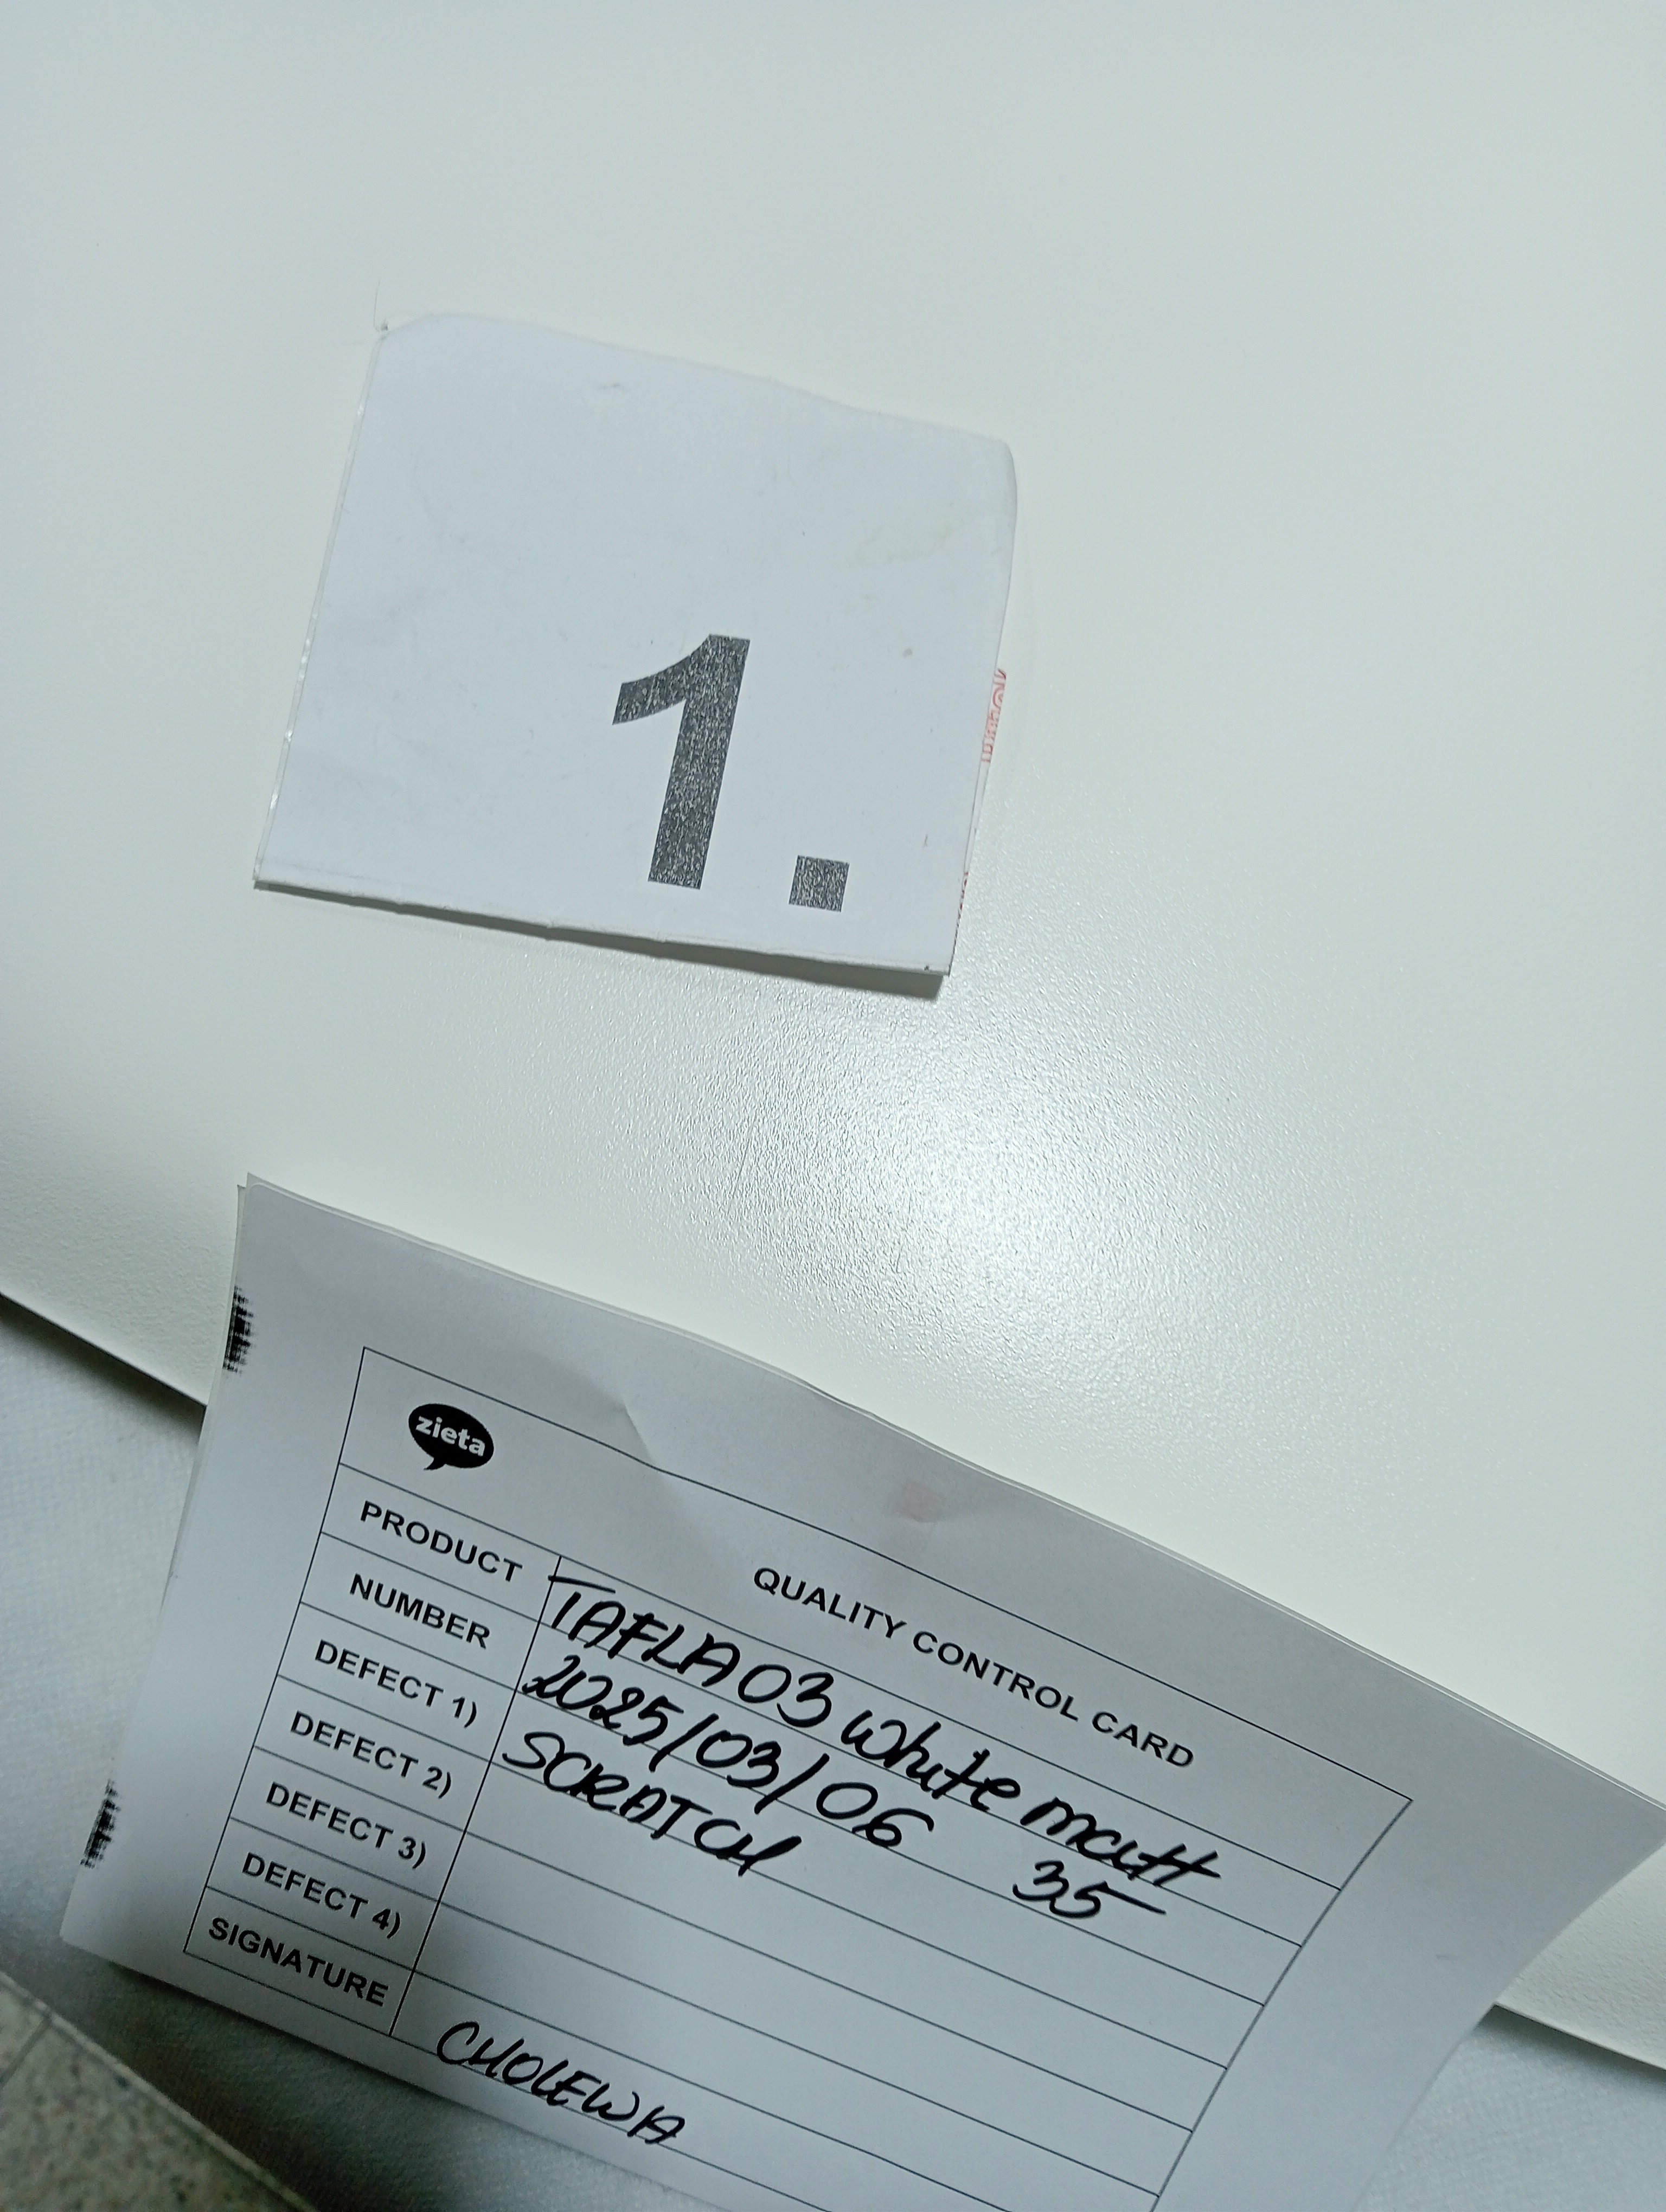 1.
zieta
QUALITY CONTROL CARD
PRODUCT TAFLA 03 white matt
NUMBER 2025/03/06 35
DEFECT 1) SCRATCH
DEFECT 2)
DEFECT 3)
DEFECT 4)
SIGNATURE CHOLEWA